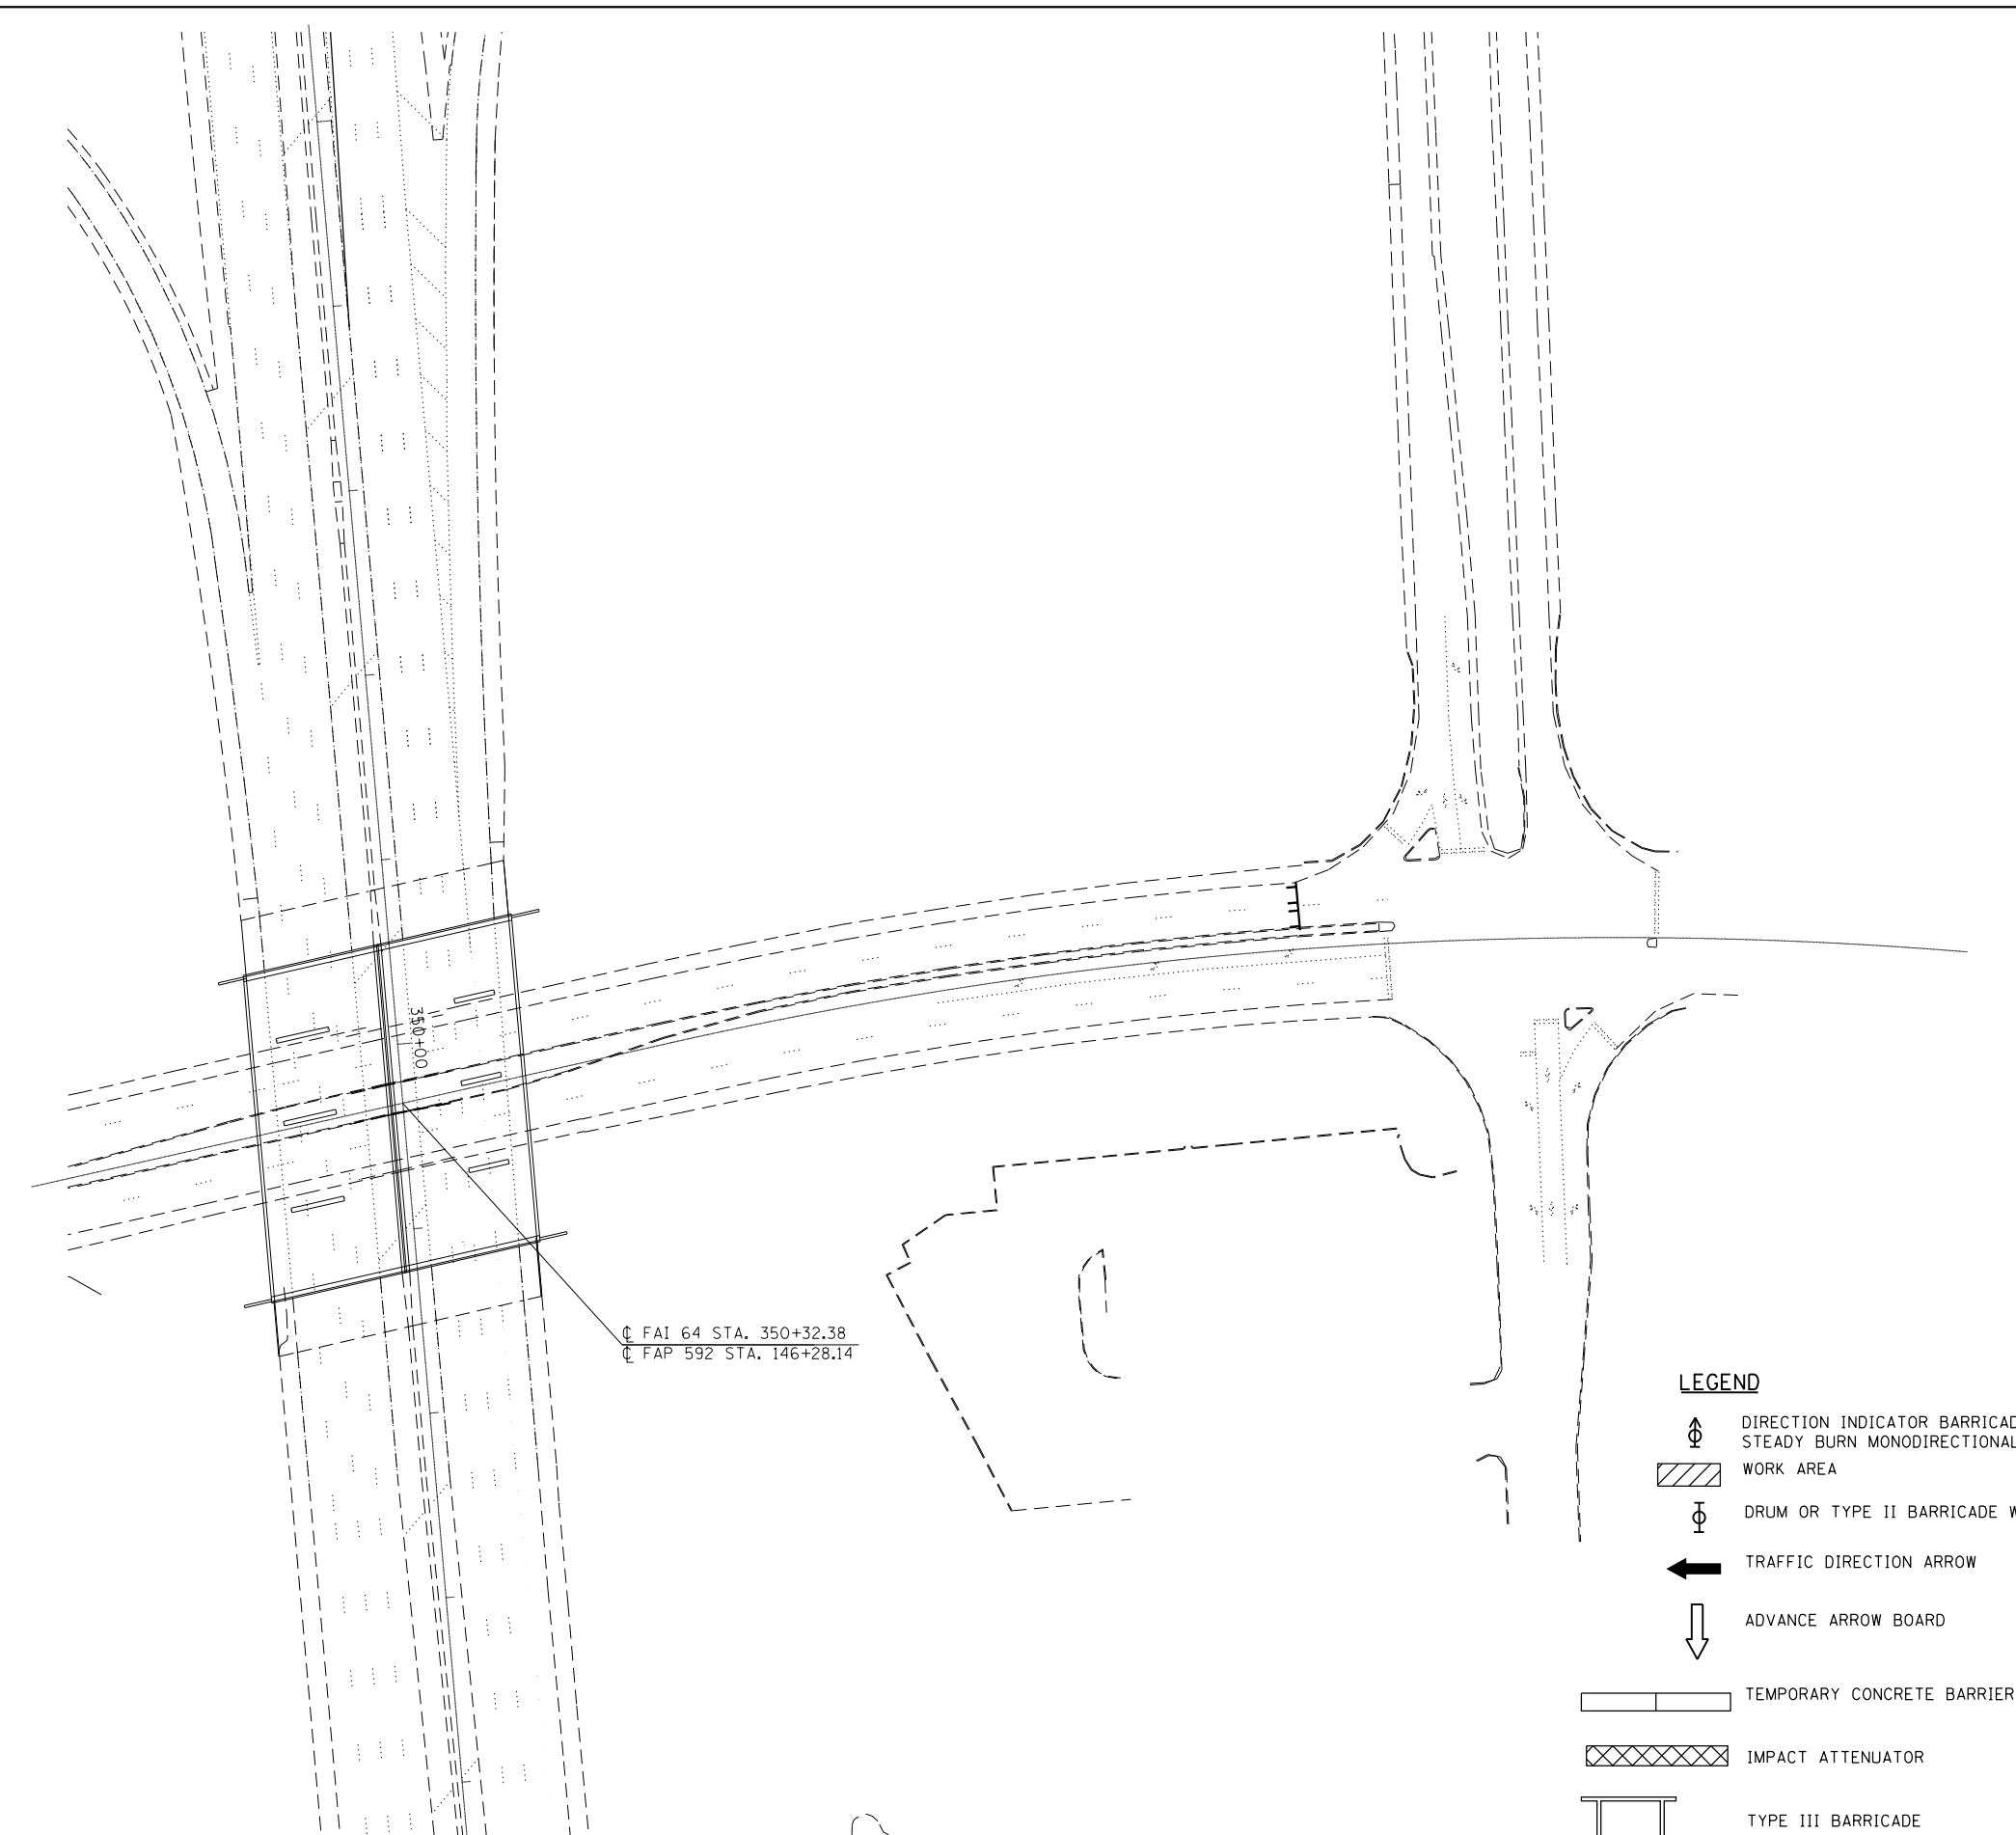 350+00
℄ FAI 64 STA. 350+32.38
℄ FAP 592 STA. 146+28.14
LEGEND
DIRECTION INDICATOR BARRICAD
STEADY BURN MONODIRECTIONAL
WORK AREA
DRUM OR TYPE II BARRICADE W
TRAFFIC DIRECTION ARROW
ADVANCE ARROW BOARD
TEMPORARY CONCRETE BARRIER
IMPACT ATTENUATOR
TYPE III BARRICADE